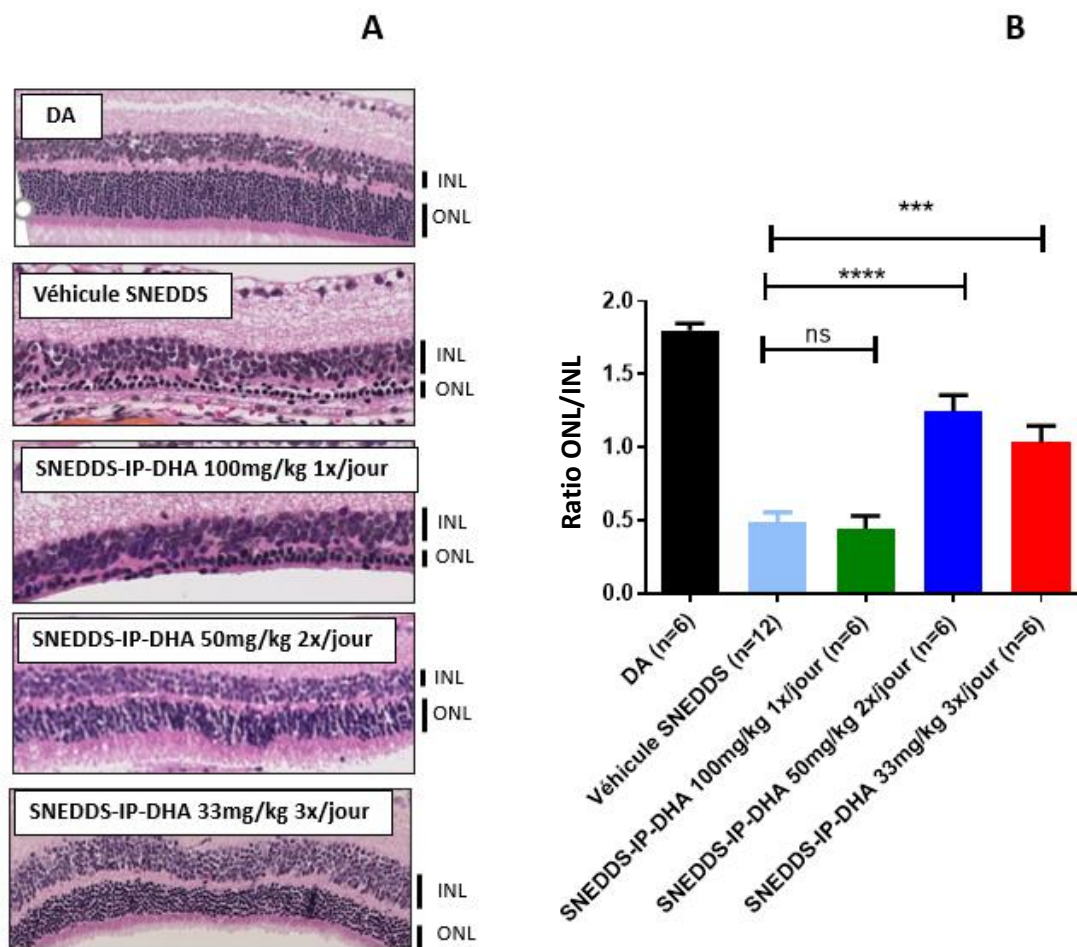 A
DA
INL
ONL
Véhicule SNEDDS
INL
ONL
SNEDDS-IP-DHA 100mg/kg 1x/jour
INL
ONL
SNEDDS-IP-DHA 50mg/kg 2x/jour
INL
ONL
SNEDDS-IP-DHA 33mg/kg 3x/jour
INL
ONL
B
***
****
ns
Ratio ONL/INL
2.0
1.5
1.0
0.5
0.0
DA (n=6)
Véhicule SNEDDS (n=12)
SNEDDS-IP-DHA 100mg/kg 1x/jour (n=6)
SNEDDS-IP-DHA 50mg/kg 2x/jour (n=6)
SNEDDS-IP-DHA 33mg/kg 3x/jour (n=6)